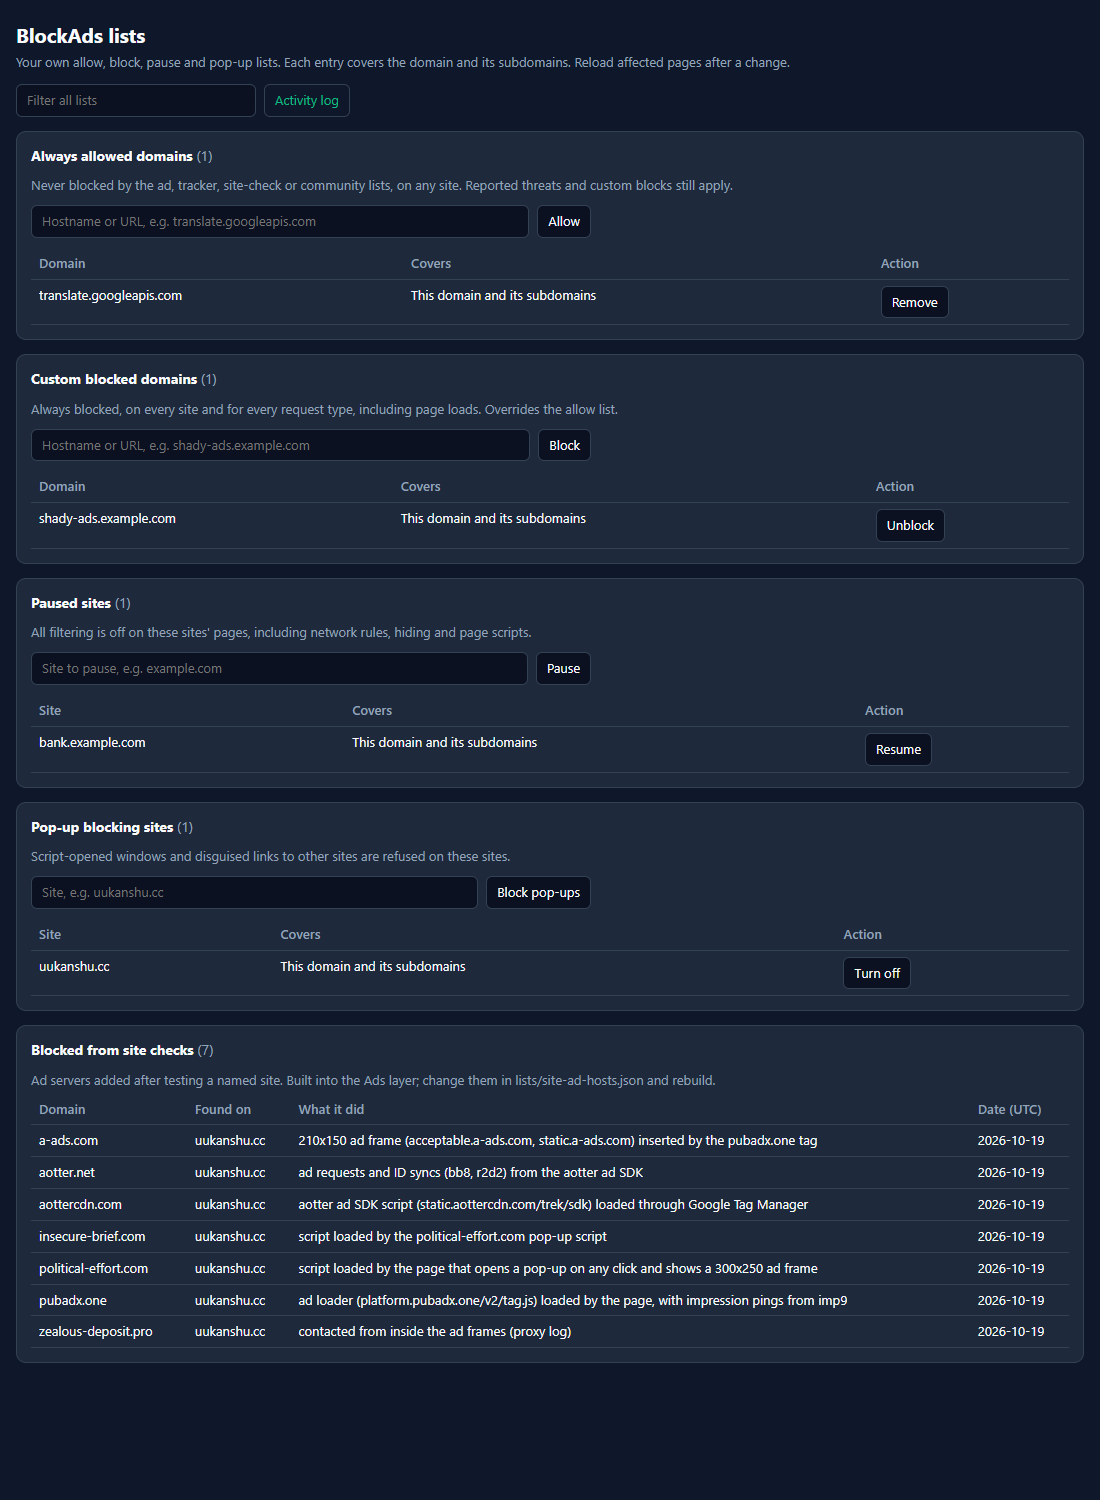 BlockAds lists
Your own allow, block, pause and pop-up lists. Each entry covers the domain and its subdomains. Reload affected pages after a change.
Filter all lists Activity log
Always allowed domains (1)
Never blocked by the ad, tracker, site-check or community lists, on any site. Reported threats and custom blocks still apply.
Hostname or URL, e.g. translate.googleapis.com Allow
Domain Covers Action
translate.googleapis.com This domain and its subdomains Remove
Custom blocked domains (1)
Always blocked, on every site and for every request type, including page loads. Overrides the allow list.
Hostname or URL, e.g. shady-ads.example.com Block
Domain Covers Action
shady-ads.example.com This domain and its subdomains Unblock
Paused sites (1)
All filtering is off on these sites' pages, including network rules, hiding and page scripts.
Site to pause, e.g. example.com Pause
Site Covers Action
bank.example.com This domain and its subdomains Resume
Pop-up blocking sites (1)
Script-opened windows and disguised links to other sites are refused on these sites.
Site, e.g. uukanshu.cc Block pop-ups
Site Covers Action
uukanshu.cc This domain and its subdomains Turn off
Blocked from site checks (7)
Ad servers added after testing a named site. Built into the Ads layer; change them in lists/site-ad-hosts.json and rebuild.
Domain Found on What it did Date (UTC)
a-ads.com uukanshu.cc 210x150 ad frame (acceptable.a-ads.com, static.a-ads.com) inserted by the pubadx.one tag 2026-10-19
aotter.net uukanshu.cc ad requests and ID syncs (bb8, r2d2) from the aotter ad SDK 2026-10-19
aottercdn.com uukanshu.cc aotter ad SDK script (static.aottercdn.com/trek/sdk) loaded through Google Tag Manager 2026-10-19
insecure-brief.com uukanshu.cc script loaded by the political-effort.com pop-up script 2026-10-19
political-effort.com uukanshu.cc script loaded by the page that opens a pop-up on any click and shows a 300x250 ad frame 2026-10-19
pubadx.one uukanshu.cc ad loader (platform.pubadx.one/v2/tag.js) loaded by the page, with impression pings from imp9 2026-10-19
zealous-deposit.pro uukanshu.cc contacted from inside the ad frames (proxy log) 2026-10-19